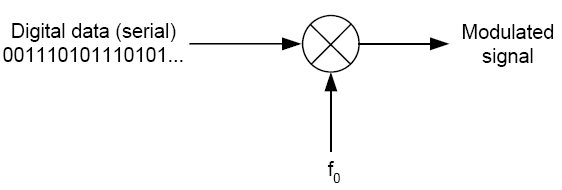 Digital data (serial)
001110101110101...
Modulated
signal
f₀